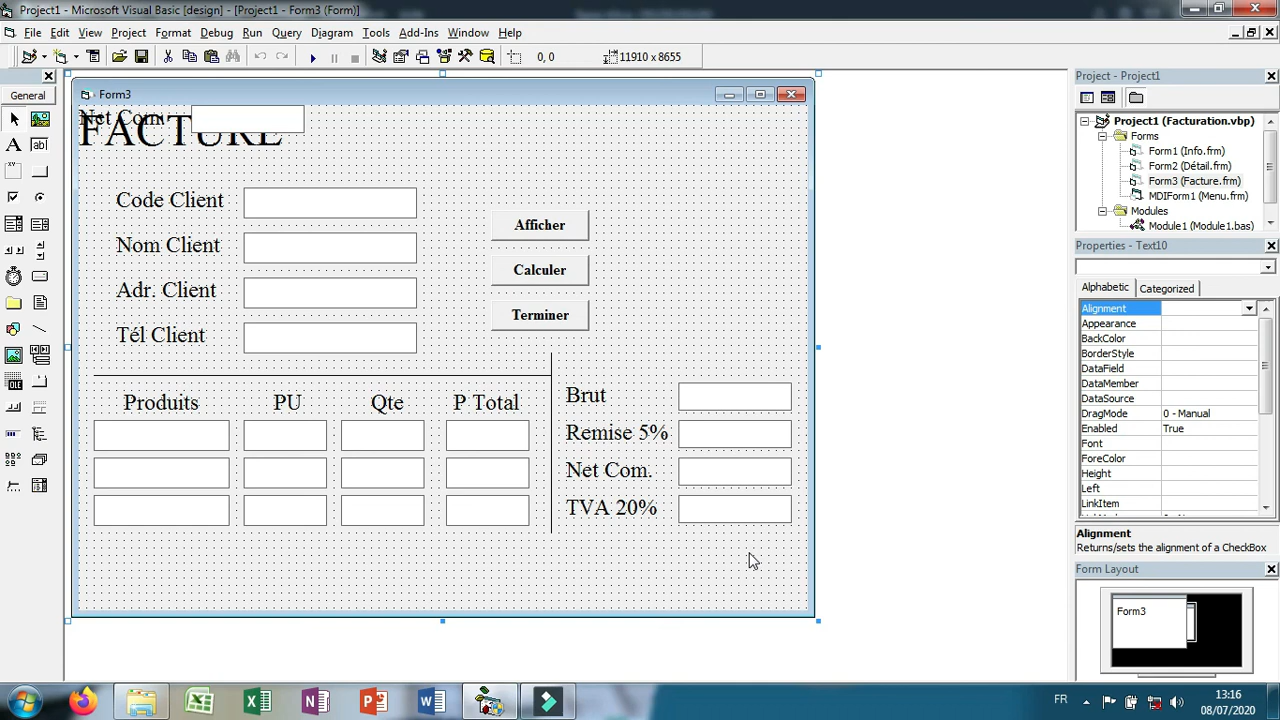 Project1 - Microsoft Visual Basic [design] - [Project1 - Form3 (Form)]
File Edit View Project Format Debug Run Query Diagram Tools Add-Ins Window Help
0, 0 11910 x 8655
General
Form3
Net Com.
FACTURE
Code Client
Nom Client
Adr. Client
Tél Client
Afficher
Calculer
Terminer
Produits PU Qte P Total
Brut
Remise 5%
Net Com.
TVA 20%
Project - Project1
Project1 (Facturation.vbp)
Forms
Form1 (Info.frm)
Form2 (Détail.frm)
Form3 (Facture.frm)
MDIForm1 (Menu.frm)
Modules
Module1 (Module1.bas)
Properties - Text10
Alphabetic Categorized
Alignment
Appearance
BackColor
BorderStyle
DataField
DataMember
DataSource
DragMode 0 - Manual
Enabled True
Font
ForeColor
Height
Left
LinkItem
Alignment
Returns/sets the alignment of a CheckBox
Form Layout
Form3
FR
13:16
08/07/2020